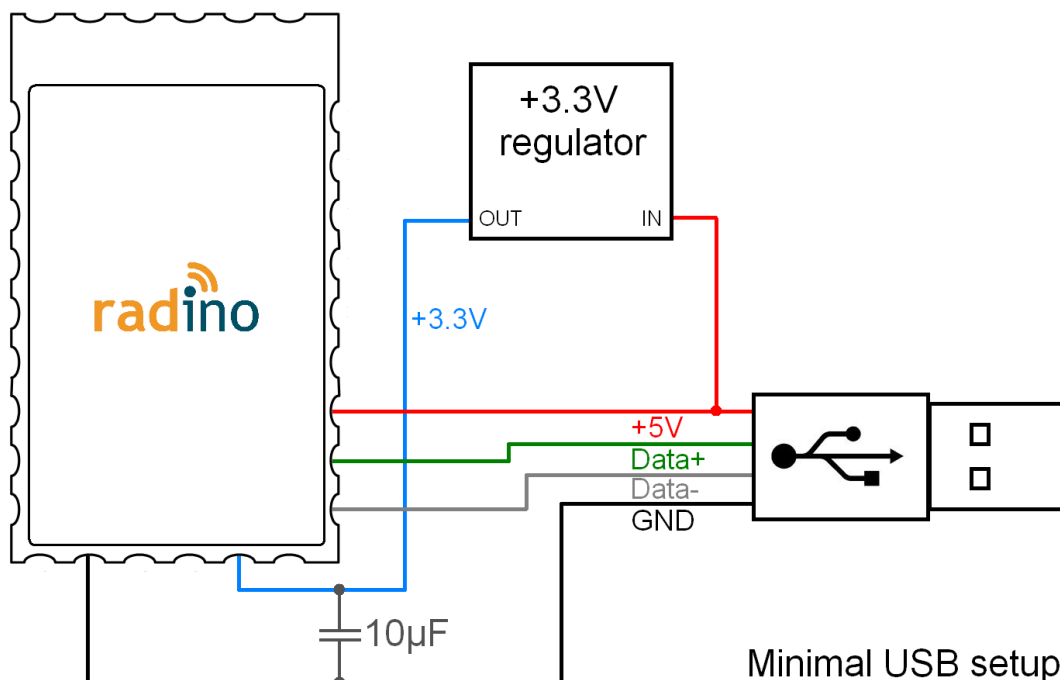 +3.3V
regulator
OUT
IN
radino
+3.3V
+5V
Data+
Data-
GND
10µF
Minimal USB setup